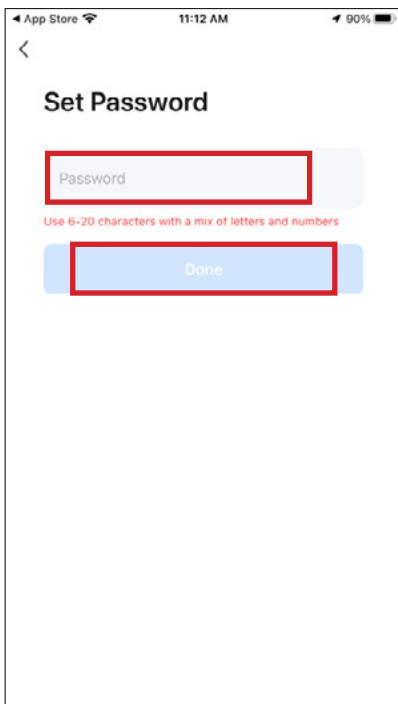 App Store 11:12 AM 90%
Set Password
Password
Use 6-20 characters with a mix of letters and numbers
Done